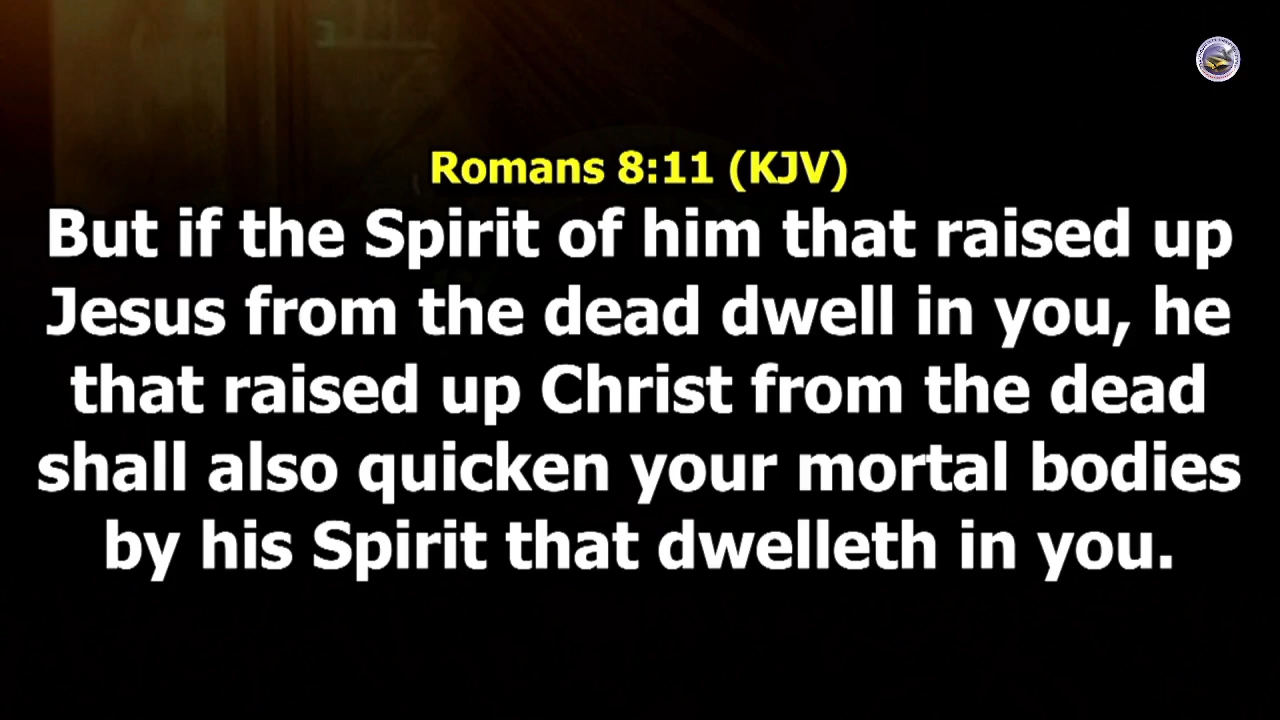 Romans 8:11 (KJV)
But if the Spirit of him that raised up
Jesus from the dead dwell in you, he
that raised up Christ from the dead
shall also quicken your mortal bodies
by his Spirit that dwelleth in you.